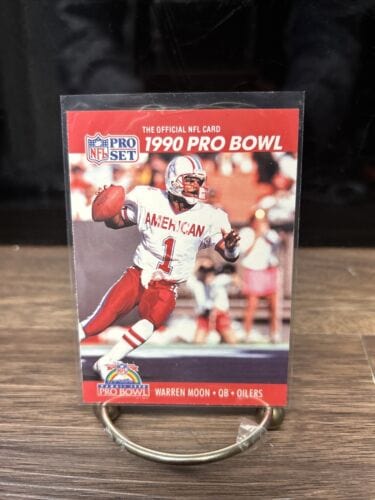 THE OFFICIAL NFL CARD
NFL PRO SET 1990 PRO BOWL
AMERICAN
1
PRO BOWL
WARREN MOON • QB • OILERS